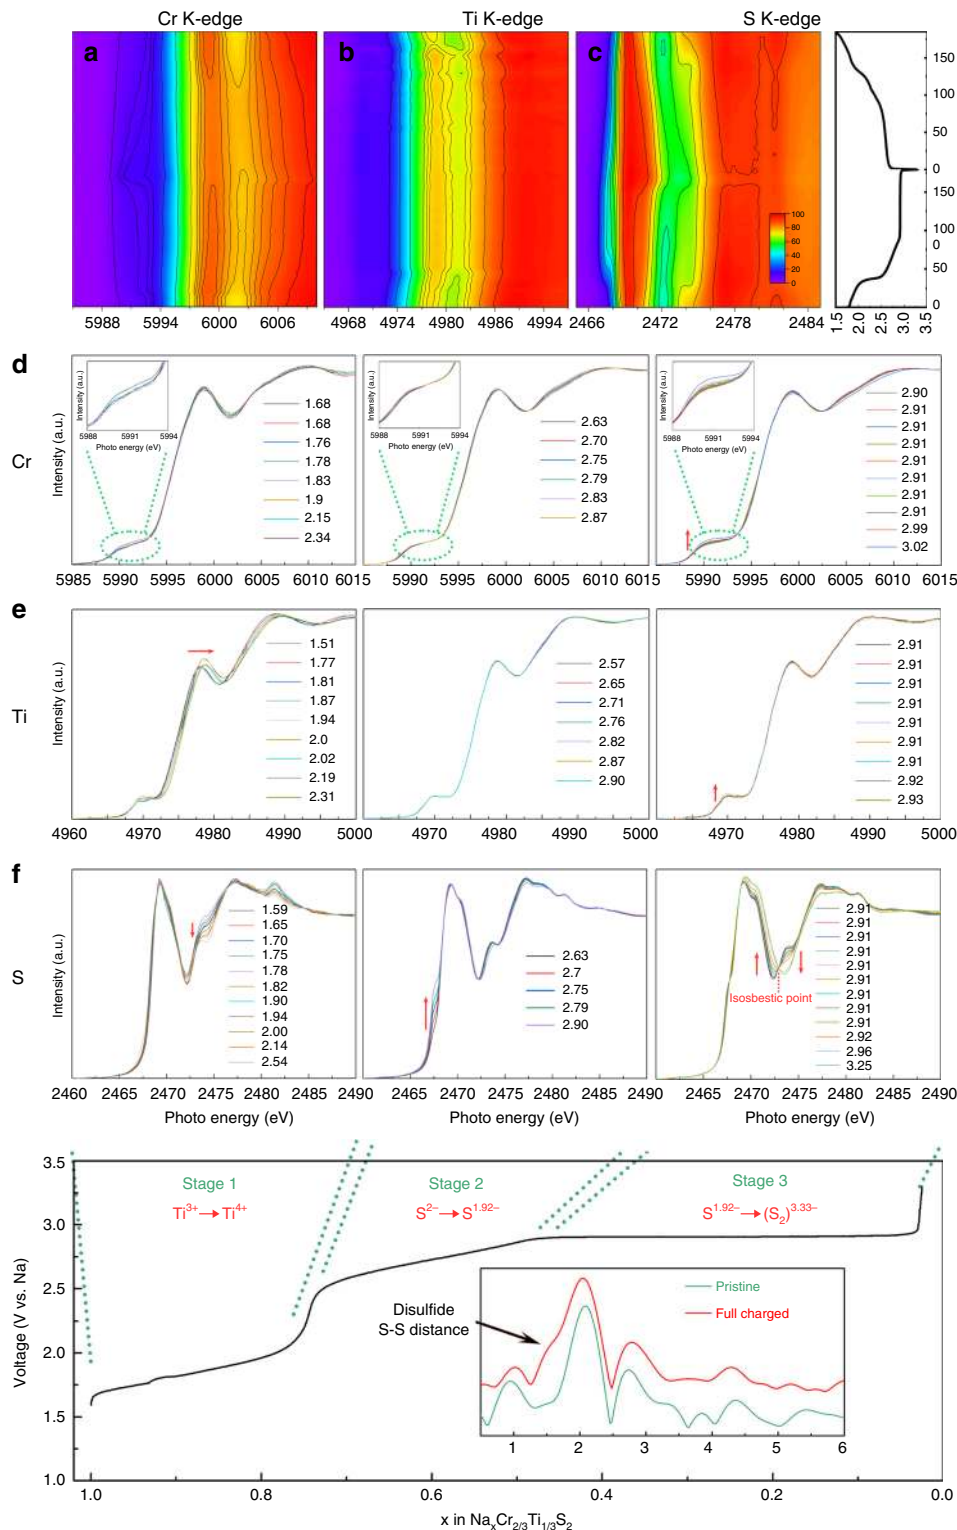 Cr K-edge
Ti K-edge
S K-edge
a
b
c
100
80
60
40
20
0
150
100
50
0
150
100
0
50
0
5988 5994 6000 6006
4968 4974 4980 4986 4994
2466 2472 2478 2484
1.5 2.0 2.5 3.0 3.5
d
Cr
Intensity (a.u.)
Intensity (a.u.)
5988 5991 5994
Photo energy (eV)
1.68
1.68
1.76
1.78
1.83
1.9
2.15
2.34
5985 5990 5995 6000 6005 6010 6015
Intensity (a.u.)
5988 5991 5994
Photo energy (eV)
2.63
2.70
2.75
2.79
2.83
2.87
5990 5995 6000 6005 6010 6015
Intensity (a.u.)
5988 5991 5994
Photo energy (eV)
2.90
2.91
2.91
2.91
2.91
2.91
2.91
2.91
2.99
3.02
5990 5995 6000 6005 6010 6015
e
Ti
Intensity (a.u.)
1.51
1.77
1.81
1.87
1.94
2.0
2.02
2.19
2.31
4960 4970 4980 4990 5000
2.57
2.65
2.71
2.76
2.82
2.87
2.90
4970 4980 4990 5000
2.91
2.91
2.91
2.91
2.91
2.91
2.91
2.92
2.93
4970 4980 4990 5000
f
S
Intensity (a.u.)
1.59
1.65
1.70
1.75
1.78
1.82
1.90
1.94
2.00
2.14
2.54
2460 2465 2470 2475 2480 2485 2490
Photo energy (eV)
2.63
2.7
2.75
2.79
2.90
2465 2470 2475 2480 2485 2490
Photo energy (eV)
2.91
2.91
2.91
2.91
2.91
2.91
2.91
2.91
2.91
2.92
2.96
3.25
Isosbestic point
2465 2470 2475 2480 2485 2490
Photo energy (eV)
Voltage (V vs. Na)
3.5
3.0
2.5
2.0
1.5
1.0
Stage 1
Ti³⁺→Ti⁴⁺
Stage 2
S²⁻→S¹·⁹²⁻
Stage 3
S¹·⁹²⁻→(S₂)³·³³⁻
Disulfide
S-S distance
Pristine
Full charged
1 2 3 4 5 6
1.0 0.8 0.6 0.4 0.2 0.0
x in NaₓCr₂/₃Ti₁/₃S₂